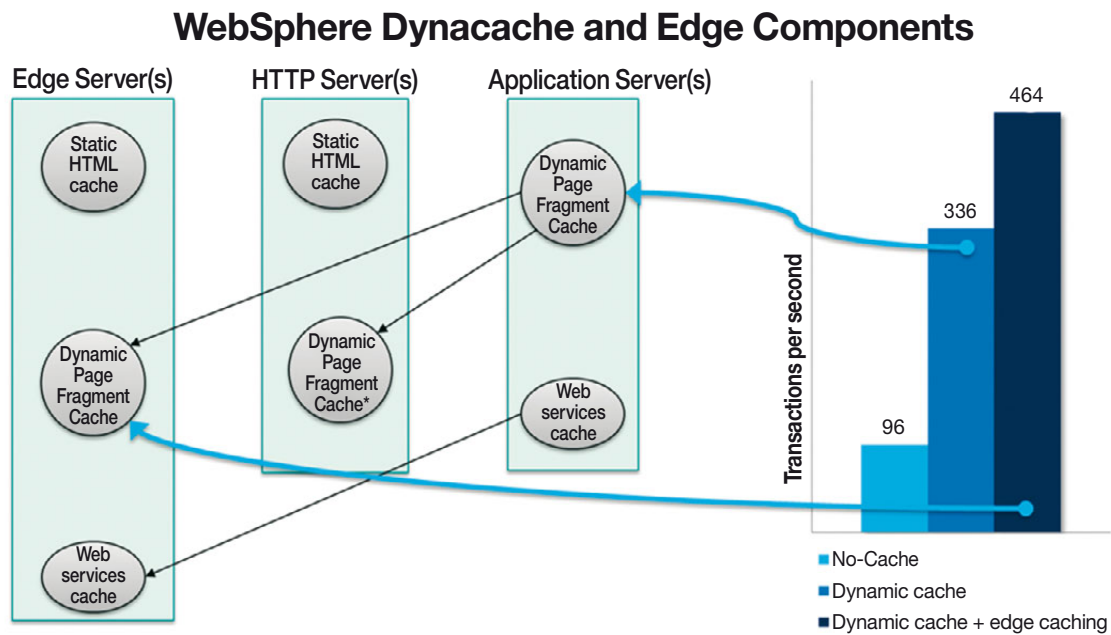 WebSphere Dynacache and Edge Components
Edge Server(s)
Static
HTML
cache
Dynamic
Page
Fragment
Cache
Web
services
cache
HTTP Server(s)
Static
HTML
cache
Dynamic
Page
Fragment
Cache*
Application Server(s)
Dynamic
Page
Fragment
Cache
Web
services
cache
Transactions per second
96
336
464
No-Cache
Dynamic cache
Dynamic cache + edge caching